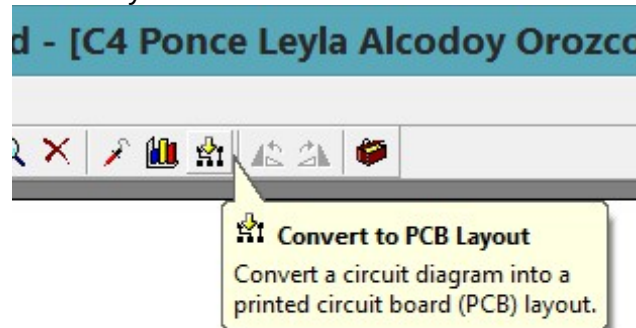 d - [C4 Ponce Leyla Alcodoy Orozco
Convert to PCB Layout
Convert a circuit diagram into a
printed circuit board (PCB) layout.